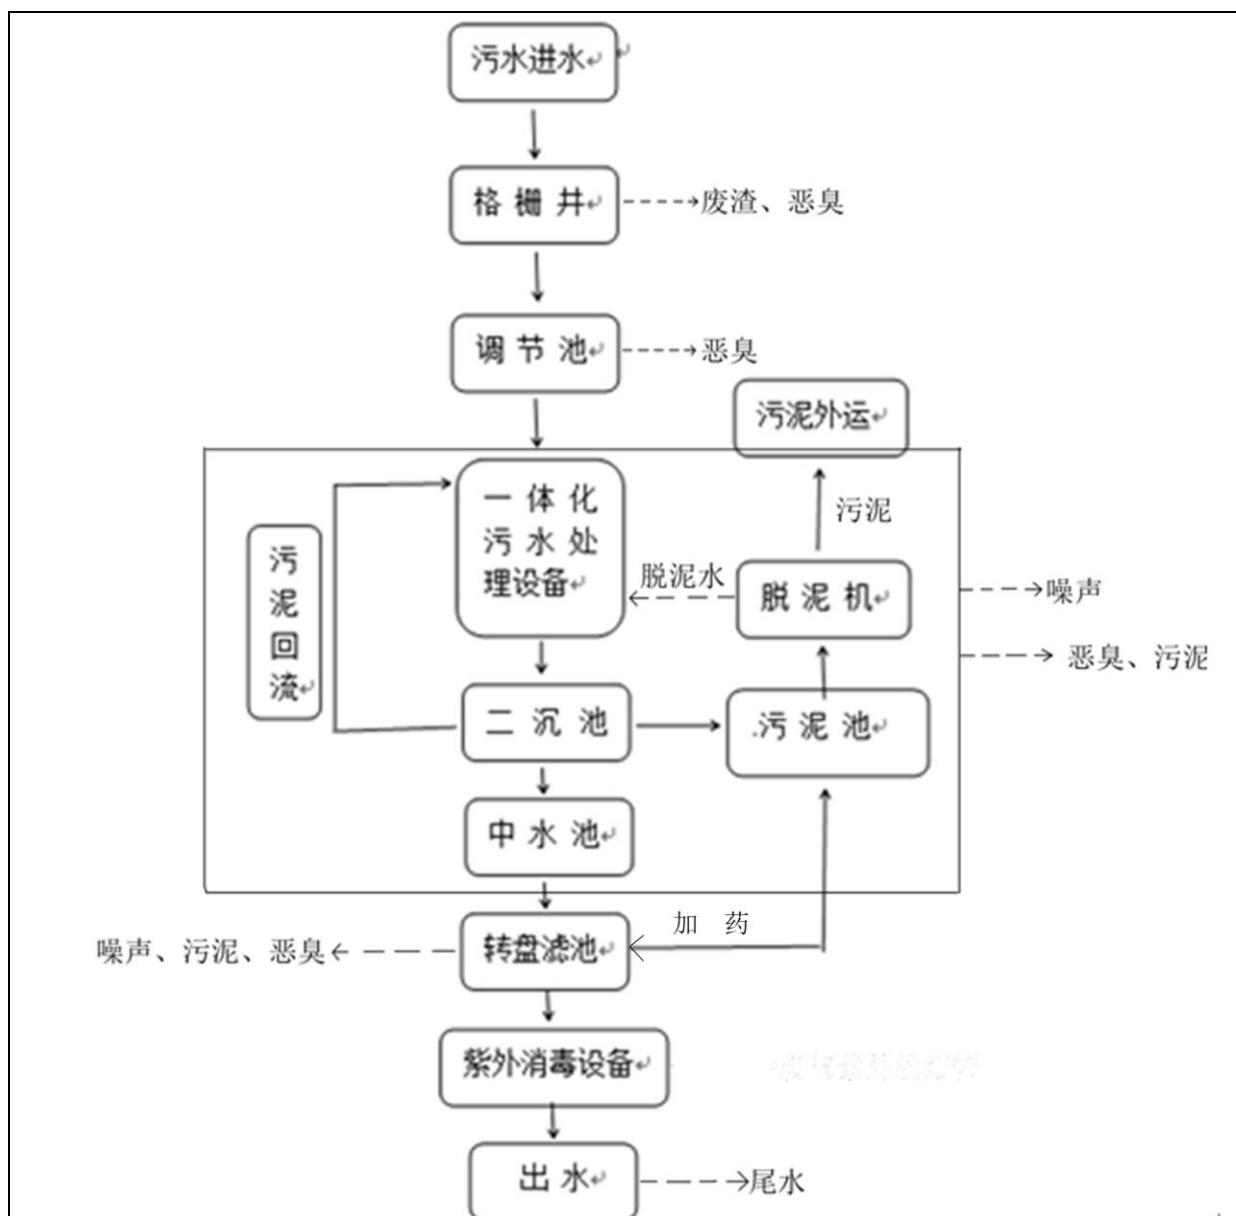 污水进水
格栅井
废渣、恶臭
调节池
恶臭
污泥外运
污泥
一体化
污水处
理设备
脱泥水
脱泥机
噪声
恶臭、污泥
污
泥
回
流
二沉池
.污泥池
中水池
加 药
转盘滤池
噪声、污泥、恶臭
紫外消毒设备
出水
尾水